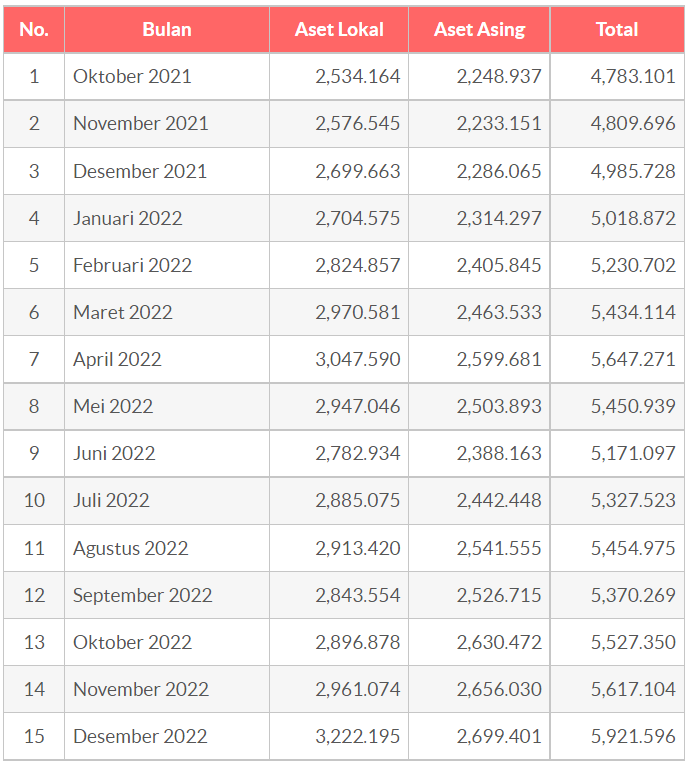 No. Bulan Aset Lokal Aset Asing Total
1 Oktober 2021 2,534.164 2,248.937 4,783.101
2 November 2021 2,576.545 2,233.151 4,809.696
3 Desember 2021 2,699.663 2,286.065 4,985.728
4 Januari 2022 2,704.575 2,314.297 5,018.872
5 Februari 2022 2,824.857 2,405.845 5,230.702
6 Maret 2022 2,970.581 2,463.533 5,434.114
7 April 2022 3,047.590 2,599.681 5,647.271
8 Mei 2022 2,947.046 2,503.893 5,450.939
9 Juni 2022 2,782.934 2,388.163 5,171.097
10 Juli 2022 2,885.075 2,442.448 5,327.523
11 Agustus 2022 2,913.420 2,541.555 5,454.975
12 September 2022 2,843.554 2,526.715 5,370.269
13 Oktober 2022 2,896.878 2,630.472 5,527.350
14 November 2022 2,961.074 2,656.030 5,617.104
15 Desember 2022 3,222.195 2,699.401 5,921.596